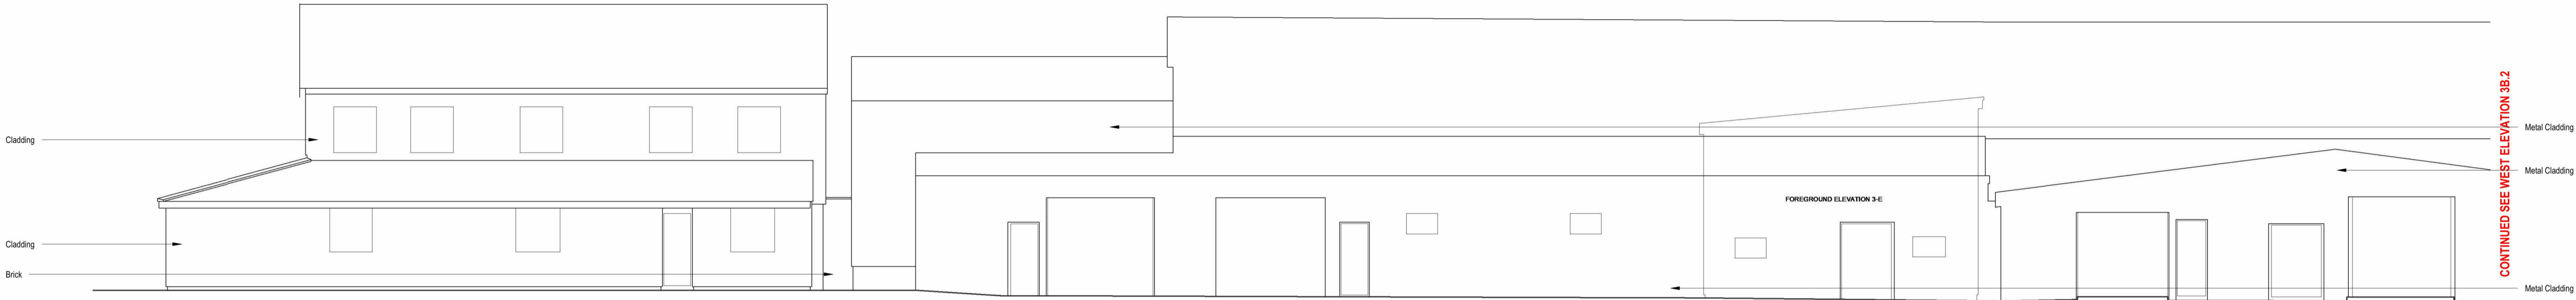 Cladding
Cladding
Brick
FOREGROUND ELEVATION 3-E
CONTINUED SEE WEST ELEVATION 3B.2
Metal Cladding
Metal Cladding
Metal Cladding